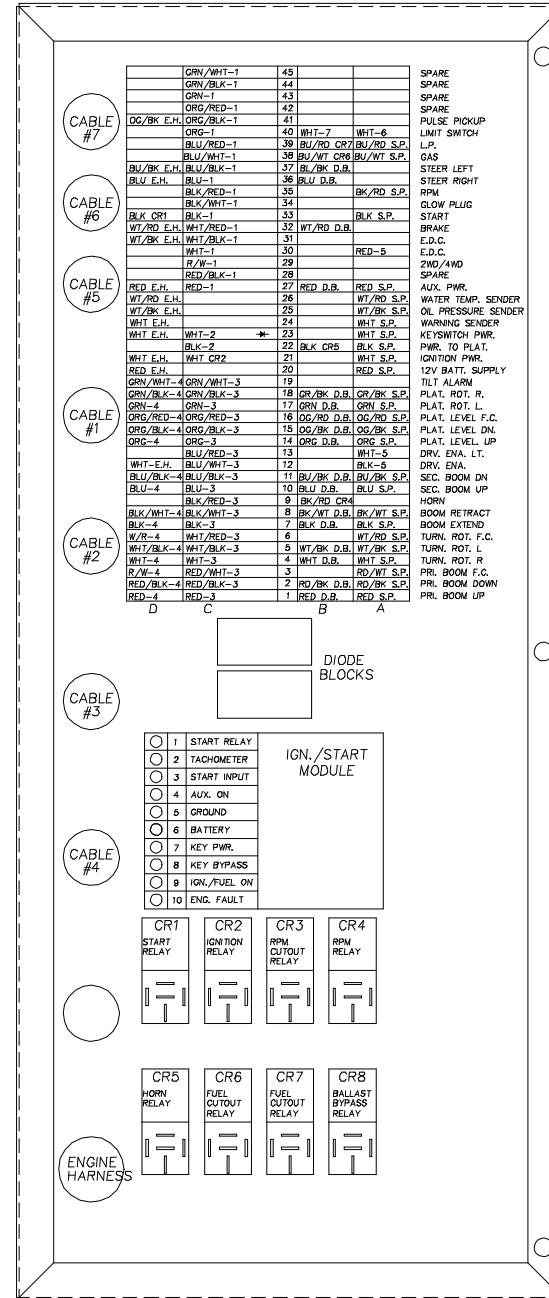 GRN/WHT-1 45 SPARE
GRN/BLK-1 44 SPARE
GRN-1 43 SPARE
ORG/RED-1 42 SPARE
OG/BK E.H. ORG/BLK-1 41 PULSE PICKUP
ORG-1 40 WHT-7 WHT-6 LIMIT SWITCH
BLU/RED-1 39 BU/RD CR7 BU/RD S.P. L.P.
BLU/WHT-1 38 BU/WT CR6 BU/WT S.P. GAS
BU/BK E.H. BLU/BLK-1 37 BL/BK D.B. STEER LEFT
BLU E.H. BLU-1 36 BLU D.B. STEER RIGHT
BLK/RED-1 35 BK/RD S.P. RPM
BLK/WHT-1 34 GLOW PLUG
BLK CR1 BLK-1 33 BLK S.P. START
WT/RD E.H. WHT/RED-1 32 WT/RD D.B. BRAKE
WT/BK E.H. WHT/BLK-1 31 E.D.C.
WHT-1 30 RED-5 E.D.C.
R/W-1 29 2WD/4WD
RED/BLK-1 28 SPARE
RED E.H. RED-1 27 RED D.B. RED S.P. AUX. PWR.
WT/RD E.H. 26 WT/RD S.P. WATER TEMP. SENDER
WT/BK E.H. 25 WT/BK S.P. OIL PRESSURE SENDER
WHT E.H. 24 WHT S.P. WARNING SENDER
WHT E.H. WHT-2 23 WHT S.P. KEYSWITCH PWR.
BLK-2 22 BLK CR5 BLK S.P. PWR. TO PLAT.
WHT E.H. WHT CR2 21 WHT S.P. IGNITION PWR.
RED E.H. 20 RED S.P. 12V BATT. SUPPLY
GRN/WHT-4 GRN/WHT-3 19 TILT ALARM
GRN/BLK-4 GRN/BLK-3 18 GR/BK D.B. GR/BK S.P. PLAT. ROT. R.
GRN-4 GRN-3 17 GRN D.B. GRN S.P. PLAT. ROT. L.
ORG/RED-4 ORG/RED-3 16 OG/RD D.B. OG/RD S.P. PLAT. LEVEL F.C.
ORG/BLK-4 ORG/BLK-3 15 OG/BK D.B. OG/BK S.P. PLAT. LEVEL DN.
ORG-4 ORG-3 14 ORG D.B. ORG S.P. PLAT. LEVEL UP
BLU/RED-3 13 WHT-5 DRV. ENA. LT.
WHT-E.H. BLU/WHT-3 12 BLK-5 DRV. ENA.
BLU/BLK-4 BLU/BLK-3 11 BU/BK D.B. BU/BK S.P. SEC. BOOM DN
BLU-4 BLU-3 10 BLU D.B. BLU S.P. SEC. BOOM UP
BLK/RED-3 9 BK/RD CR4 HORN
BLK/WHT-4 BLK/WHT-3 8 BK/WT D.B. BK/WT S.P. BOOM RETRACT
BLK-4 BLK-3 7 BLK D.B. BLK S.P. BOOM EXTEND
W/R-4 WHT/RED-3 6 WT/RD S.P. TURN. ROT. F.C.
WHT/BLK-4 WHT/BLK-3 5 WT/BK D.B. WT/BK S.P. TURN. ROT. L
WHT-4 WHT-3 4 WHT D.B. WHT S.P. TURN. ROT. R
R/W-4 RED/WHT-3 3 RD/WT S.P. PRI. BOOM F.C.
RED/BLK-4 RED/BLK-3 2 RD/BK D.B. RD/BK S.P. PRI. BOOM DOWN
RED-4 RED-3 1 RED D.B. RED S.P. PRI. BOOM UP
D C B A
CABLE
#7
CABLE
#6
CABLE
#5
CABLE
#1
CABLE
#2
DIODE
BLOCKS
CABLE
#3
1 START RELAY
2 TACHOMETER
3 START INPUT
4 AUX. ON
5 GROUND
6 BATTERY
7 KEY PWR.
8 KEY BYPASS
9 IGN./FUEL ON
10 ENG. FAULT
IGN./START
MODULE
CABLE
#4
CR1
START
RELAY
CR2
IGNITION
RELAY
CR3
RPM
CUTOUT
RELAY
CR4
RPM
RELAY
CR5
HORN
RELAY
CR6
FUEL
CUTOUT
RELAY
CR7
FUEL
CUTOUT
RELAY
CR8
BALLAST
BYPASS
RELAY
ENGINE
HARNESS